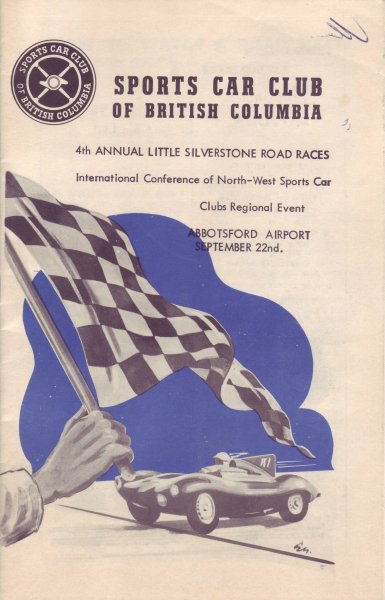 SPORTS CAR CLUB
OF BRITISH COLUMBIA
SPORTS CAR CLUB
OF BRITISH COLUMBIA
4th ANNUAL LITTLE SILVERSTONE ROAD RACES
International Conference of North-West Sports Car
Clubs Regional Event
ABBOTSFORD AIRPORT
SEPTEMBER 22nd.